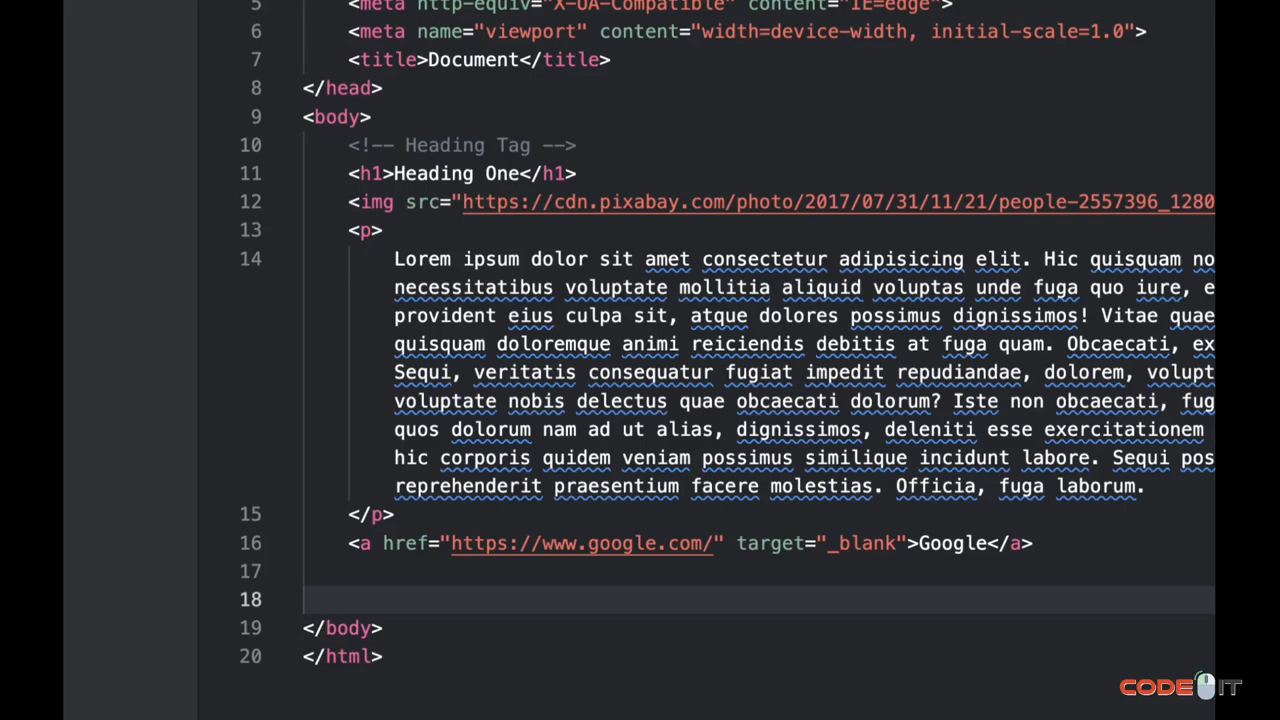 5 <meta http-equiv="X-UA-Compatible" content="IE=edge">
6 <meta name="viewport" content="width=device-width, initial-scale=1.0">
7 <title>Document</title>
8 </head>
9 <body>
10 <!-- Heading Tag -->
11 <h1>Heading One</h1>
12 <img src="https://cdn.pixabay.com/photo/2017/07/31/11/21/people-2557396_1280
13 <p>
14 Lorem ipsum dolor sit amet consectetur adipisicing elit. Hic quisquam no
necessitatibus voluptate mollitia aliquid voluptas unde fuga quo iure, e
provident eius culpa sit, atque dolores possimus dignissimos! Vitae quae
quisquam doloremque animi reiciendis debitis at fuga quam. Obcaecati, ex
Sequi, veritatis consequatur fugiat impedit repudiandae, dolorem, volupt
voluptate nobis delectus quae obcaecati dolorum? Iste non obcaecati, fug
quos dolorum nam ad ut alias, dignissimos, deleniti esse exercitationem
hic corporis quidem veniam possimus similique incidunt labore. Sequi pos
reprehenderit praesentium facere molestias. Officia, fuga laborum.
15 </p>
16 <a href="https://www.google.com/" target="_blank">Google</a>
17
18
19 </body>
20 </html>
CODE IT